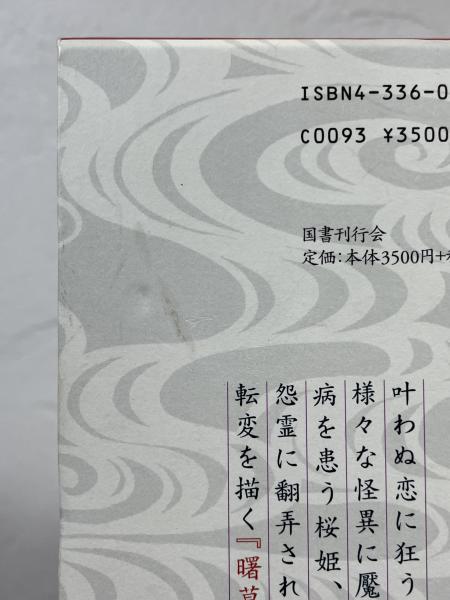 ISBN4-336-0
C0093 ¥3500
国書刊行会
定価:本体3500円+
叶わぬ恋に狂う
様々な怪異に魘
病を患う桜姫、
怨霊に翻弄され
転変を描く『曙草